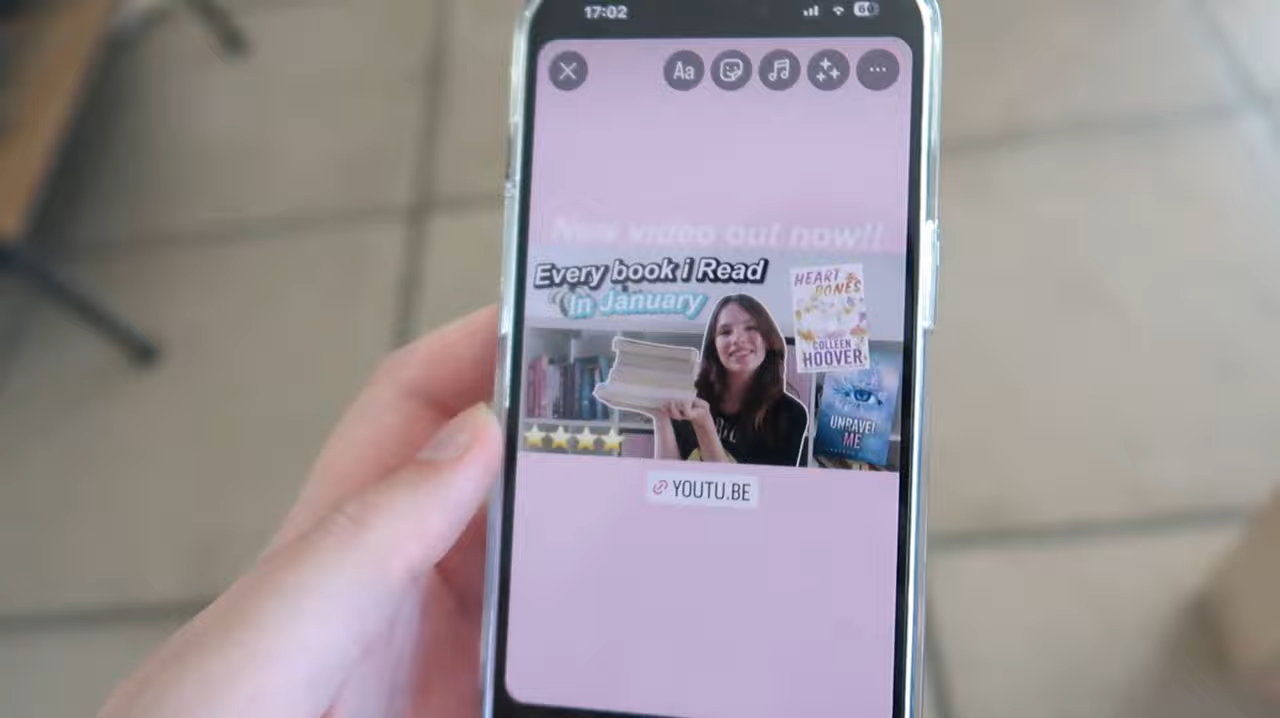 17:02
60
Aa
New video out now!!
Every book i Read
In January
HEART
BONES
COLLEEN
HOOVER
UNRAVEL
ME
YOUTU.BE